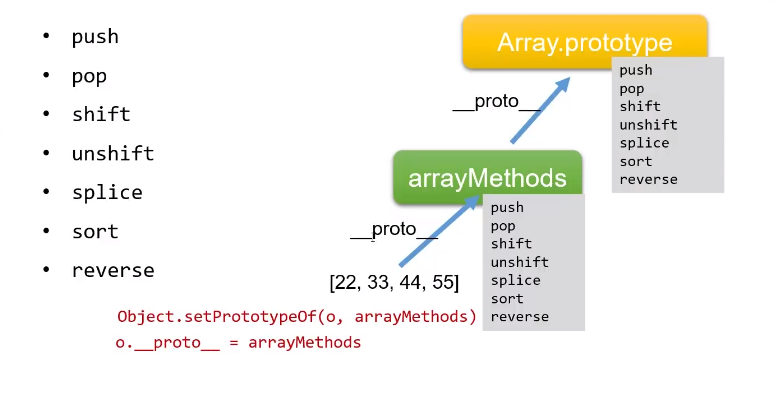 push
pop
shift
unshift
splice
sort
reverse
Array.prototype
push
pop
shift
unshift
splice
sort
reverse
__proto__
arrayMethods
push
pop
shift
unshift
splice
sort
reverse
__proto__
[22, 33, 44, 55]
Object.setPrototypeOf(o, arrayMethods)
o.__proto__ = arrayMethods